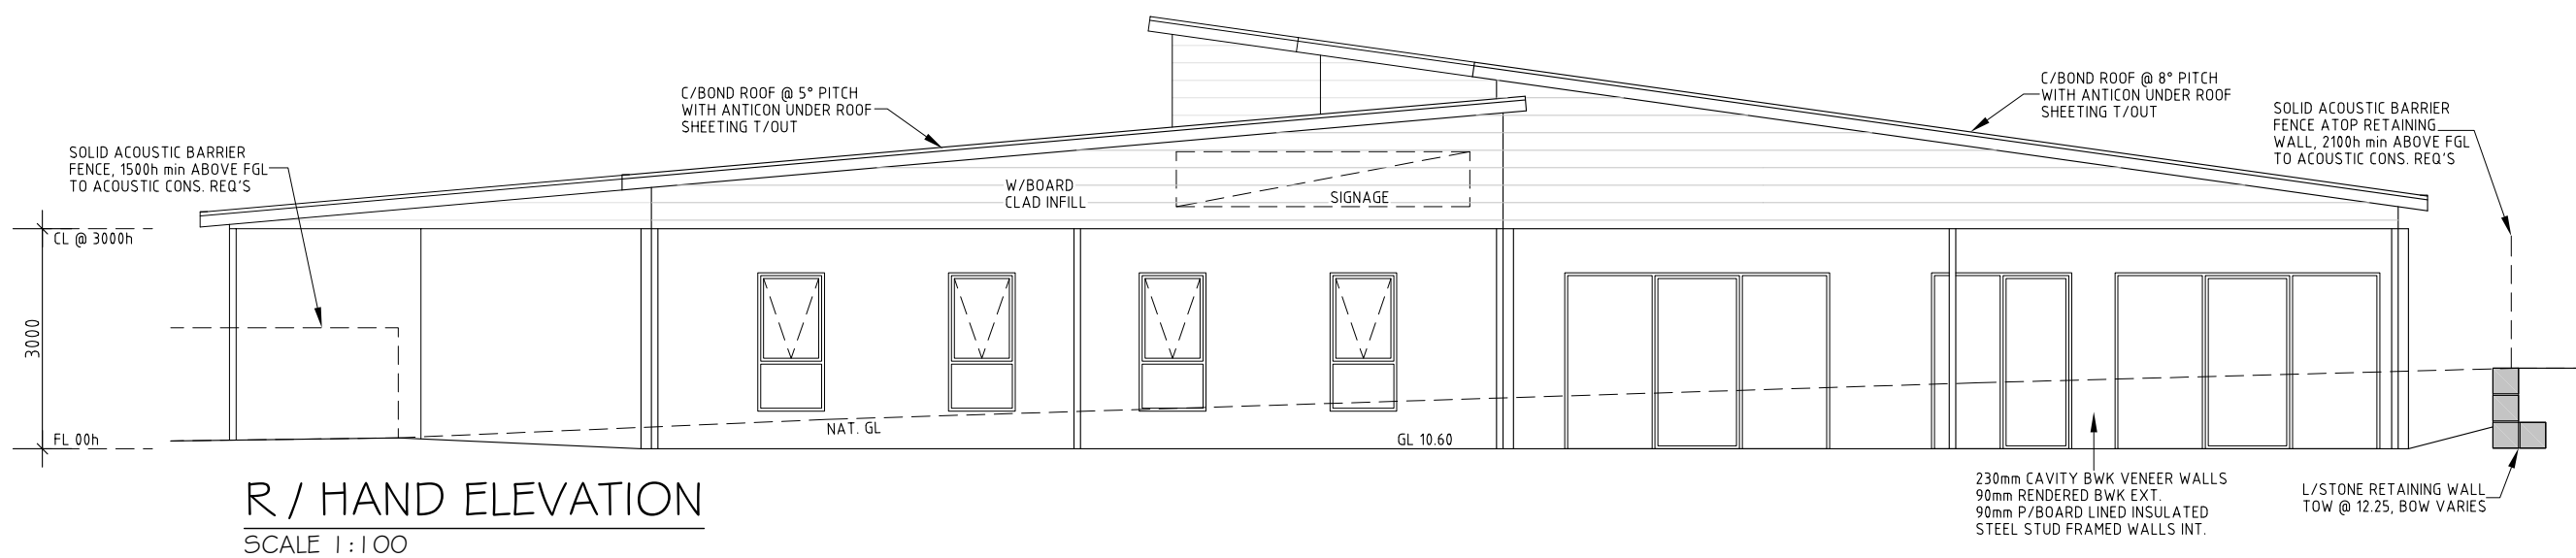 C/BOND ROOF @ 5° PITCH
WITH ANTICON UNDER ROOF
SHEETING T/OUT
C/BOND ROOF @ 8° PITCH
WITH ANTICON UNDER ROOF
SHEETING T/OUT
SOLID ACOUSTIC BARRIER
FENCE ATOP RETAINING
WALL, 2100h min ABOVE FGL
TO ACOUSTIC CONS. REQ'S
SOLID ACOUSTIC BARRIER
FENCE, 1500h min ABOVE FGL
TO ACOUSTIC CONS. REQ'S
W/BOARD
CLAD INFILL
SIGNAGE
CL @ 3000h
3000
NAT. GL
FL 00h
GL 10.60
230mm CAVITY BWK VENEER WALLS
90mm RENDERED BWK EXT.
90mm P/BOARD LINED INSULATED
STEEL STUD FRAMED WALLS INT.
L/STONE RETAINING WALL
TOW @ 12.25, BOW VARIES
R / HAND ELEVATION
SCALE 1:100